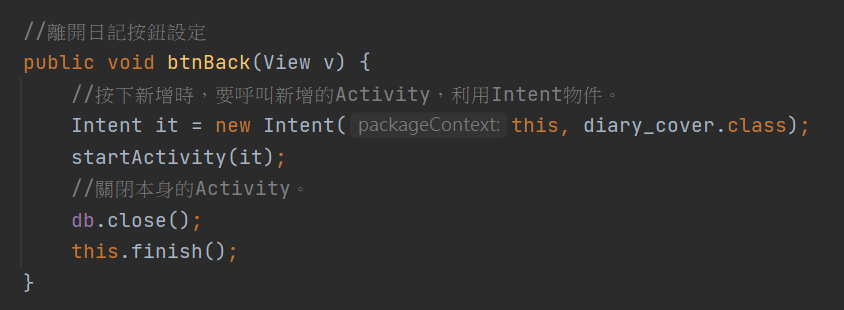 //離開日記按鈕設定
public void btnBack(View v) {
//按下新增時，要呼叫新增的Activity，利用Intent物件。
Intent it = new Intent( packageContext: this, diary_cover.class);
startActivity(it);
//關閉本身的Activity。
db.close();
this.finish();
}